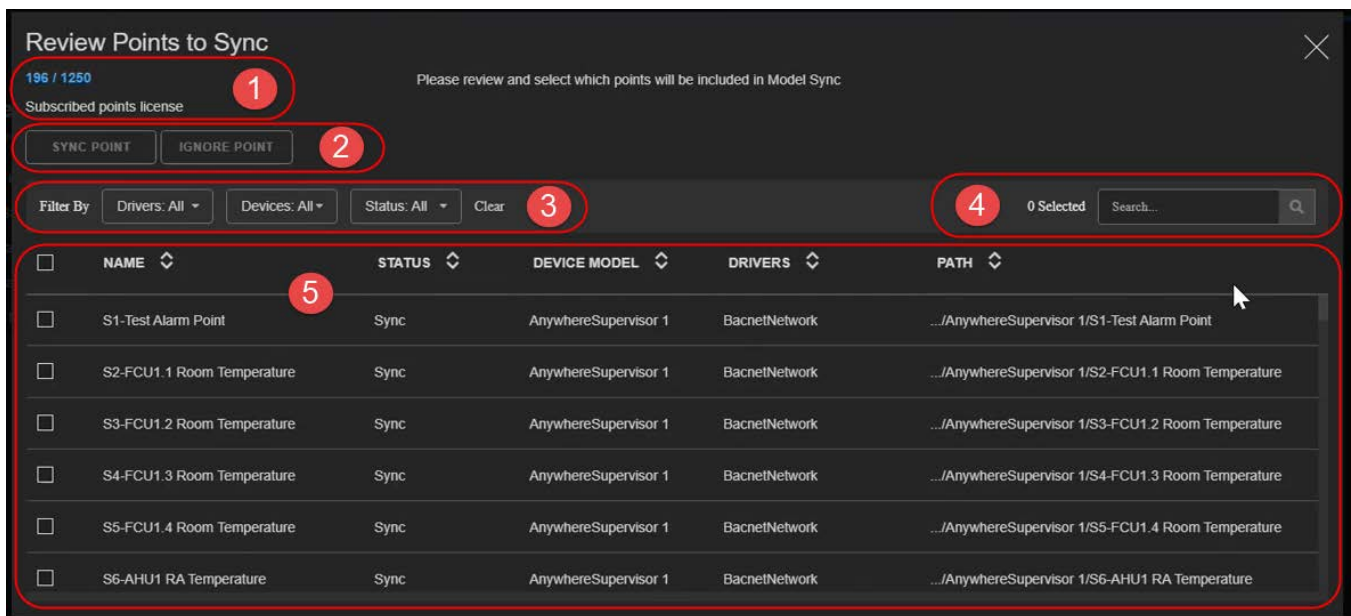 Review Points to Sync
196 / 1250
1
Please review and select which points will be included in Model Sync
Subscribed points license
SYNC POINT IGNORE POINT 2
Filter By Drivers: All Devices: All Status: All Clear 3 4 0 Selected Search...
NAME STATUS DEVICE MODEL DRIVERS PATH
5
S1-Test Alarm Point Sync AnywhereSupervisor 1 BacnetNetwork .../AnywhereSupervisor 1/S1-Test Alarm Point
S2-FCU1.1 Room Temperature Sync AnywhereSupervisor 1 BacnetNetwork .../AnywhereSupervisor 1/S2-FCU1.1 Room Temperature
S3-FCU1.2 Room Temperature Sync AnywhereSupervisor 1 BacnetNetwork .../AnywhereSupervisor 1/S3-FCU1.2 Room Temperature
S4-FCU1.3 Room Temperature Sync AnywhereSupervisor 1 BacnetNetwork .../AnywhereSupervisor 1/S4-FCU1.3 Room Temperature
S5-FCU1.4 Room Temperature Sync AnywhereSupervisor 1 BacnetNetwork .../AnywhereSupervisor 1/S5-FCU1.4 Room Temperature
S6-AHU1 RA Temperature Sync AnywhereSupervisor 1 BacnetNetwork .../AnywhereSupervisor 1/S6-AHU1 RA Temperature